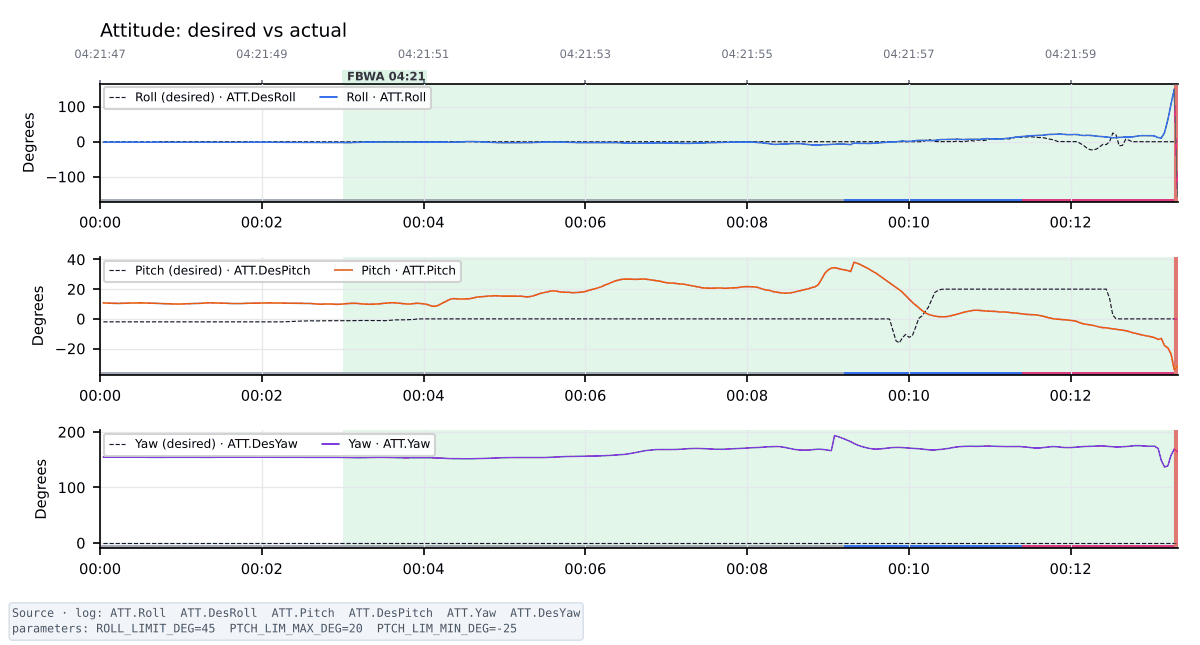 Attitude: desired vs actual
04:21:47 04:21:49 04:21:51 04:21:53 04:21:55 04:21:57 04:21:59
FBWA 04:21
Roll (desired) · ATT.DesRoll Roll · ATT.Roll
Degrees
100
0
−100
00:00 00:02 00:04 00:06 00:08 00:10 00:12
Pitch (desired) · ATT.DesPitch Pitch · ATT.Pitch
Degrees
40
20
0
−20
00:00 00:02 00:04 00:06 00:08 00:10 00:12
Yaw (desired) · ATT.DesYaw Yaw · ATT.Yaw
Degrees
200
100
0
00:00 00:02 00:04 00:06 00:08 00:10 00:12
Source · log: ATT.Roll ATT.DesRoll ATT.Pitch ATT.DesPitch ATT.Yaw ATT.DesYaw
parameters: ROLL_LIMIT_DEG=45 PTCH_LIM_MAX_DEG=20 PTCH_LIM_MIN_DEG=-25